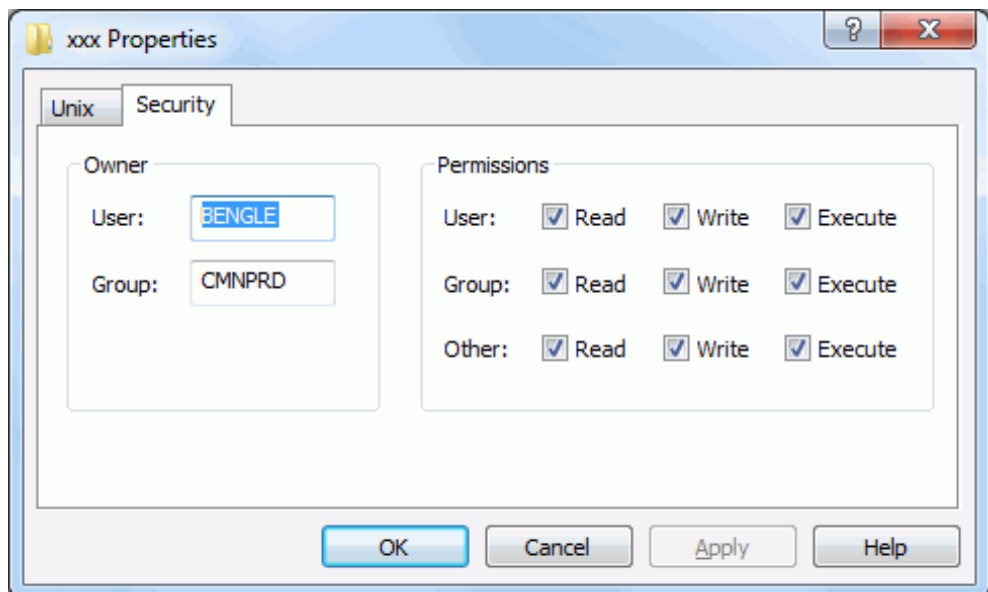 xxx Properties ?
Unix Security
Owner Permissions
User: BENGLE User: Read Write Execute
Group: CMNPRD Group: Read Write Execute
Other: Read Write Execute
OK Cancel Apply Help